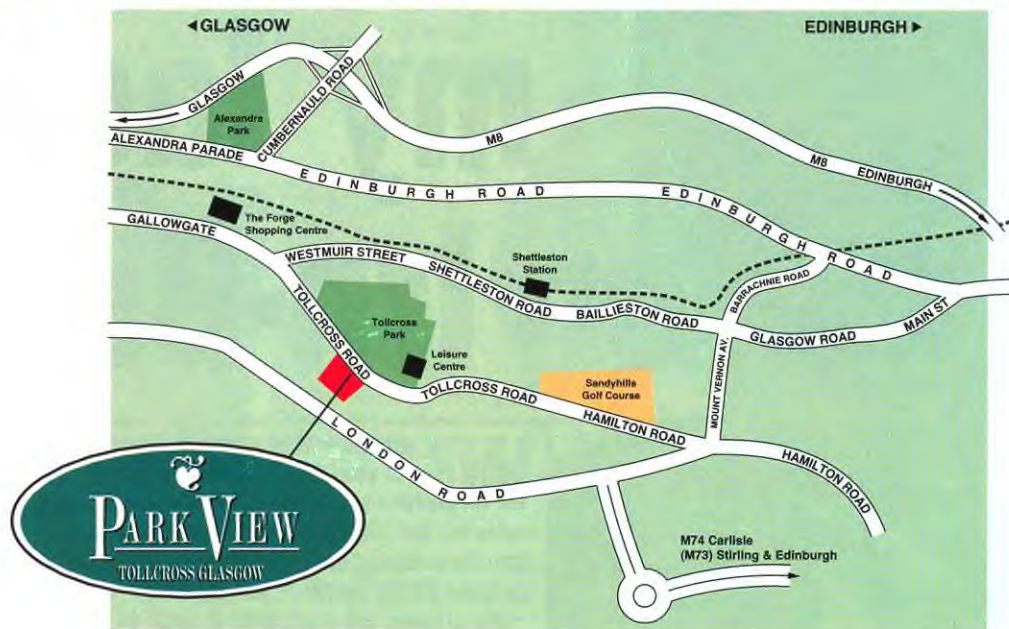 ◄GLASGOW
EDINBURGH ►
GLASGOW
Alexandra
Park
CUMBERNAULD ROAD
ALEXANDRA PARADE
M8
M8 EDINBURGH
EDINBURGH ROAD
EDINBURGH ROAD
The Forge
Shopping Centre
GALLOWGATE
WESTMUIR STREET
SHETTLESTON ROAD
Shettleston
Station
BAILLIESTON ROAD
BARRACHNIE ROAD
GLASGOW ROAD
MAIN ST
MOUNT VERNON AV.
TOLLCROSS ROAD
Tollcross
Park
Leisure
Centre
TOLLCROSS ROAD
Sandyhills
Golf Course
HAMILTON ROAD
HAMILTON ROAD
LONDON ROAD
PARK VIEW
TOLLCROSS GLASGOW
M74 Carlisle
(M73) Stirling & Edinburgh